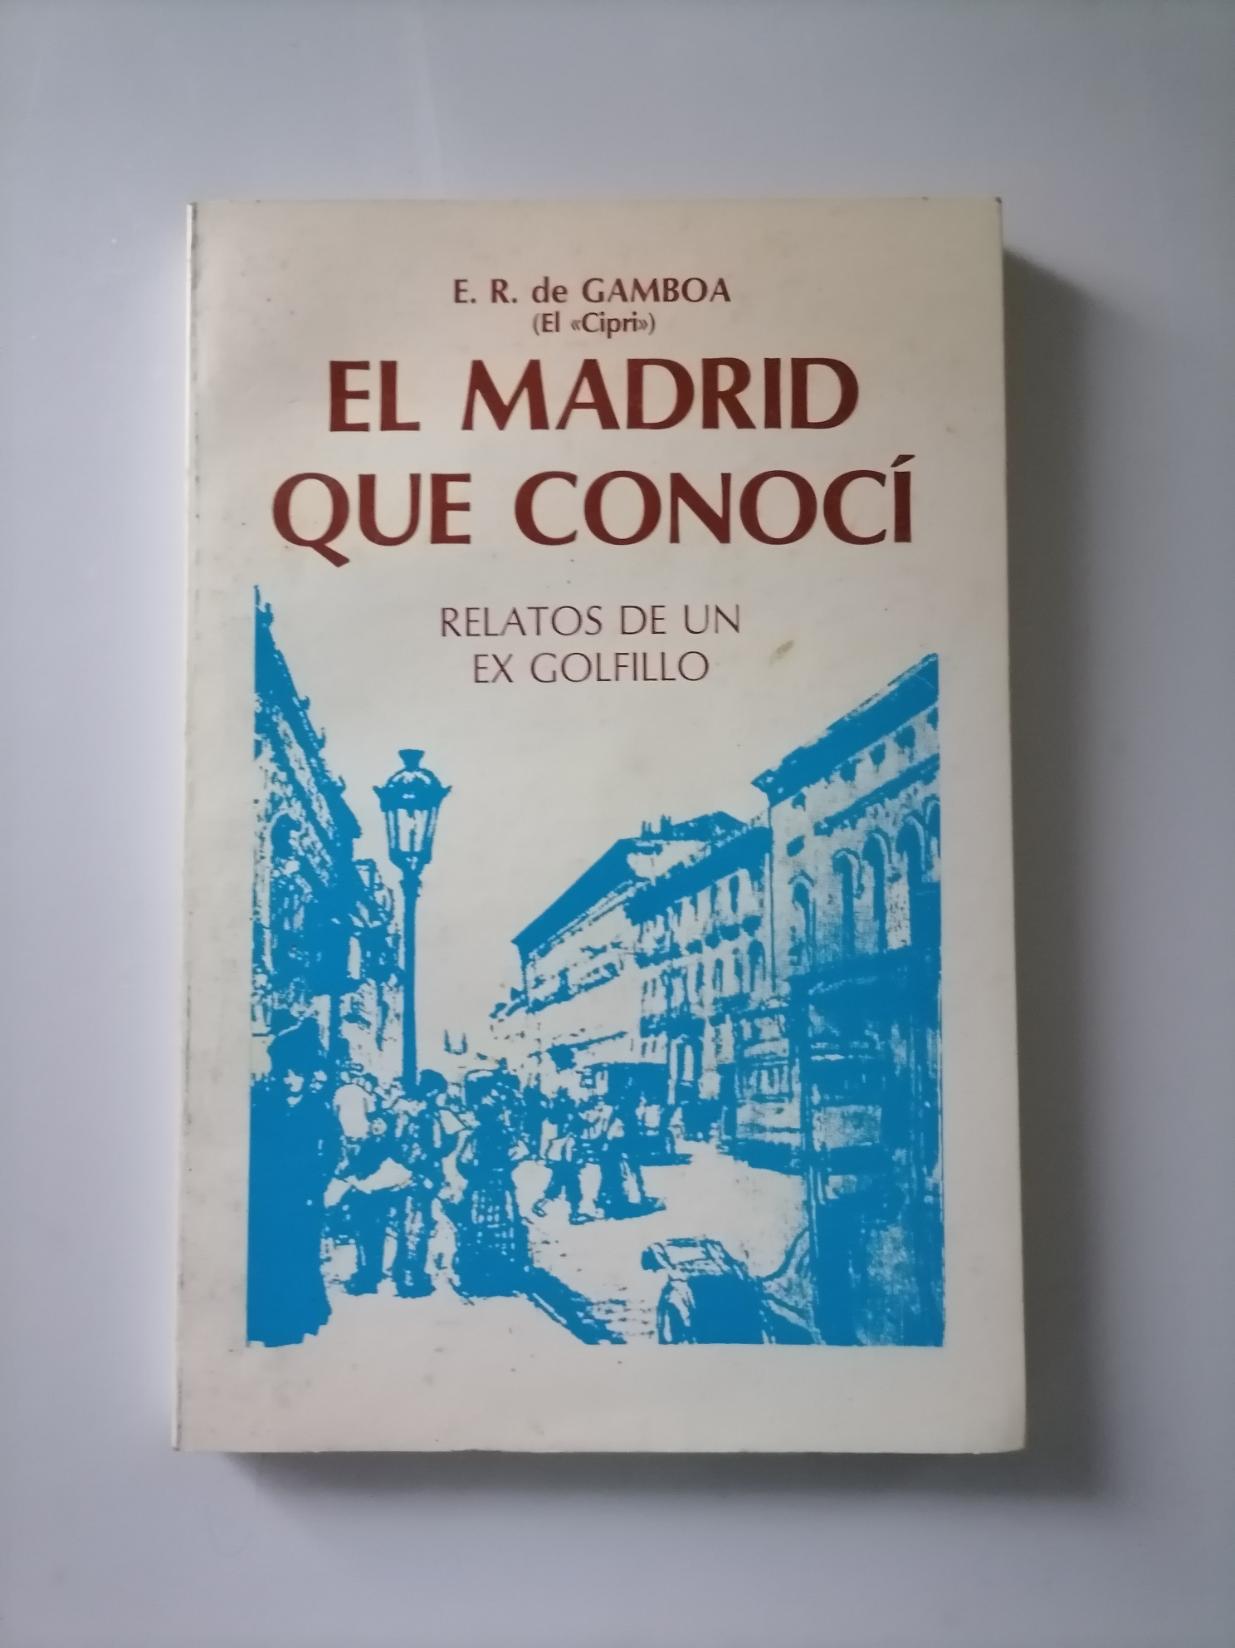 E. R. de GAMBOA
(El «Cipri»)
EL MADRID
QUE CONOCÍ
RELATOS DE UN
EX GOLFILLO